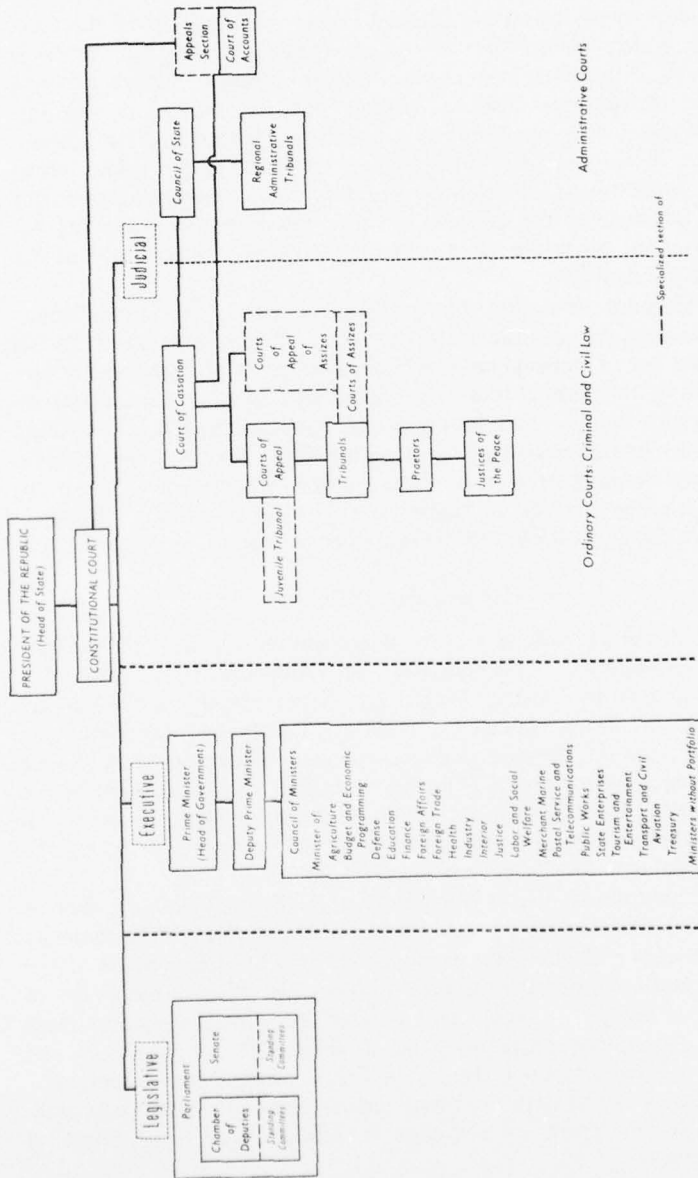 PRESIDENT OF THE REPUBLIC
(Head of State)
CONSTITUTIONAL COURT
Legislative
Parliament
Chamber
of
Deputies
Standing
Committees
Senate
Standing
Committees
Executive
Prime Minister
(Head of Government)
Deputy Prime Minister
Council of Ministers
Minister of
Agriculture
Budget and Economic
Programming
Defense
Education
Finance
Foreign Affairs
Foreign Trade
Health
Industry
Interior
Justice
Labor and Social
Welfare
Merchant Marine
Postal Service and
Telecommunications
Public Works
State Enterprises
Tourism and
Entertainment
Transport and Civil
Aviation
Treasury
Ministers without Portfolio
Judicial
Court of Cassation
Council of State
Appeals
Section
Court of
Accounts
Regional
Administrative
Tribunals
Juvenile Tribunal
Courts of
Appeal
Courts
of
Appeal
of
Assizes
Tribunals
Courts of Assizes
Praetors
Justices of
the Peace
Ordinary Courts: Criminal and Civil Law
Administrative Courts
Specialized section of